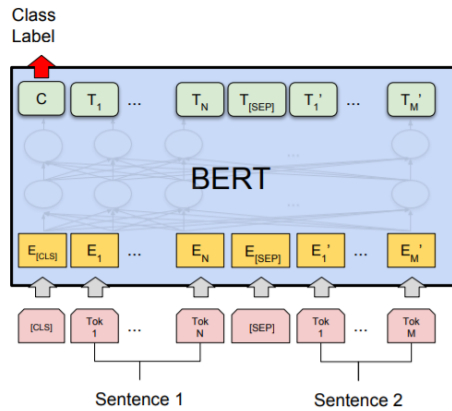 Class
Label
C T1 ... TN T[SEP] T1' ... TM'
...
BERT
...
E[CLS] E1 ... EN E[SEP] E1' ... EM'
[CLS] Tok 1 ... Tok N [SEP] Tok 1 ... Tok M
Sentence 1 Sentence 2